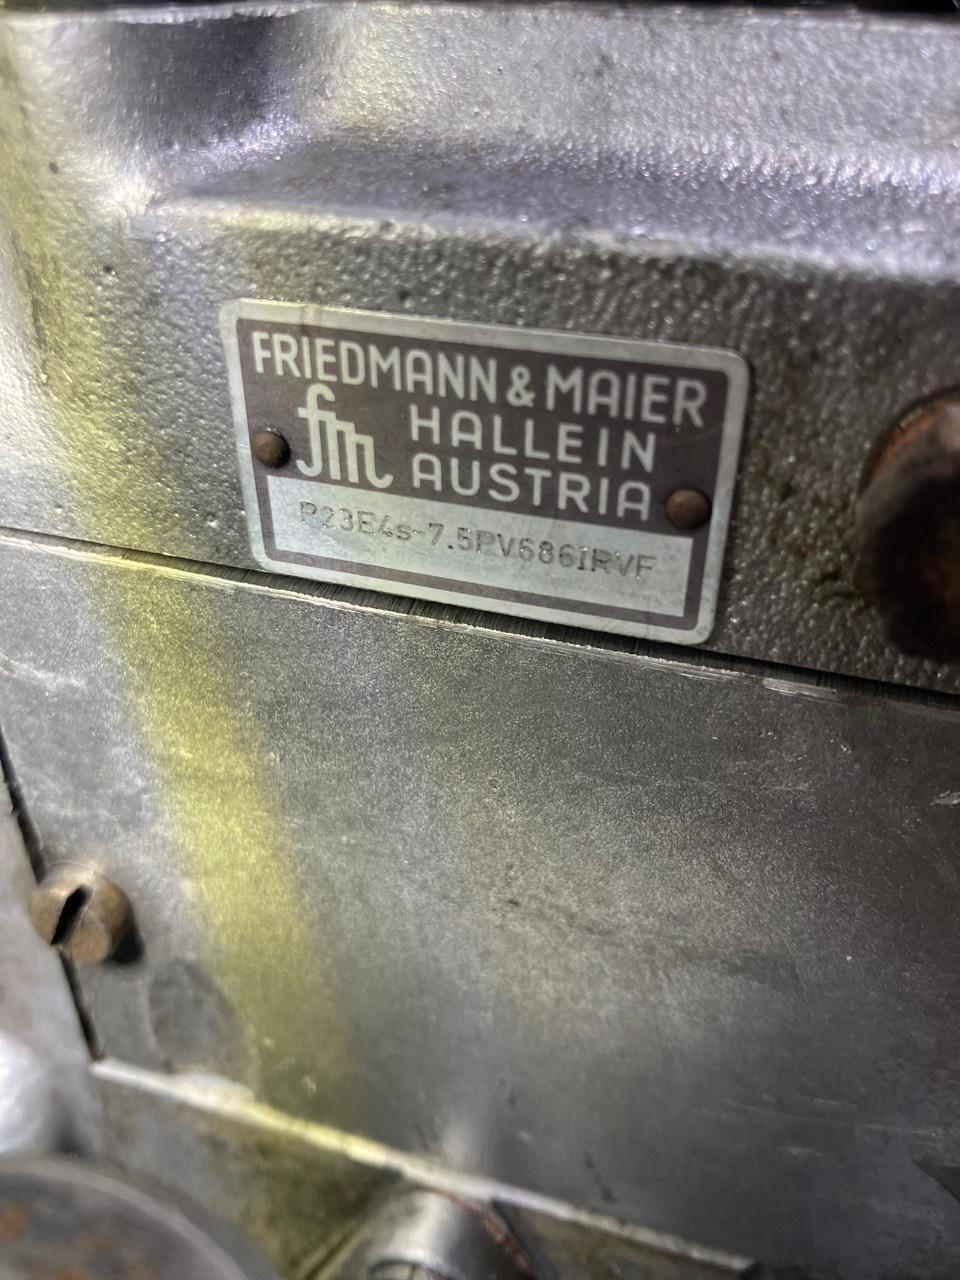 FRIEDMANN & MAIER
fm HALLEIN
AUSTRIA
P23E4s-7.5PV686IRVF